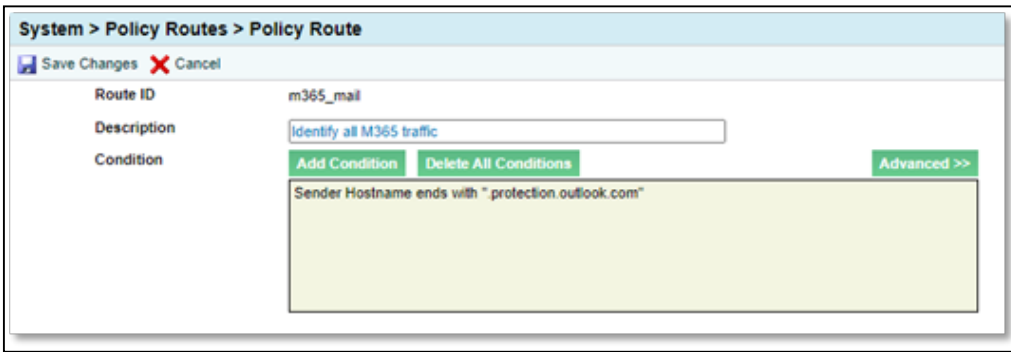 System > Policy Routes > Policy Route
Save Changes Cancel
Route ID m365_mail
Description Identify all M365 traffic
Condition Add Condition Delete All Conditions Advanced >>
Sender Hostname ends with ".protection.outlook.com"